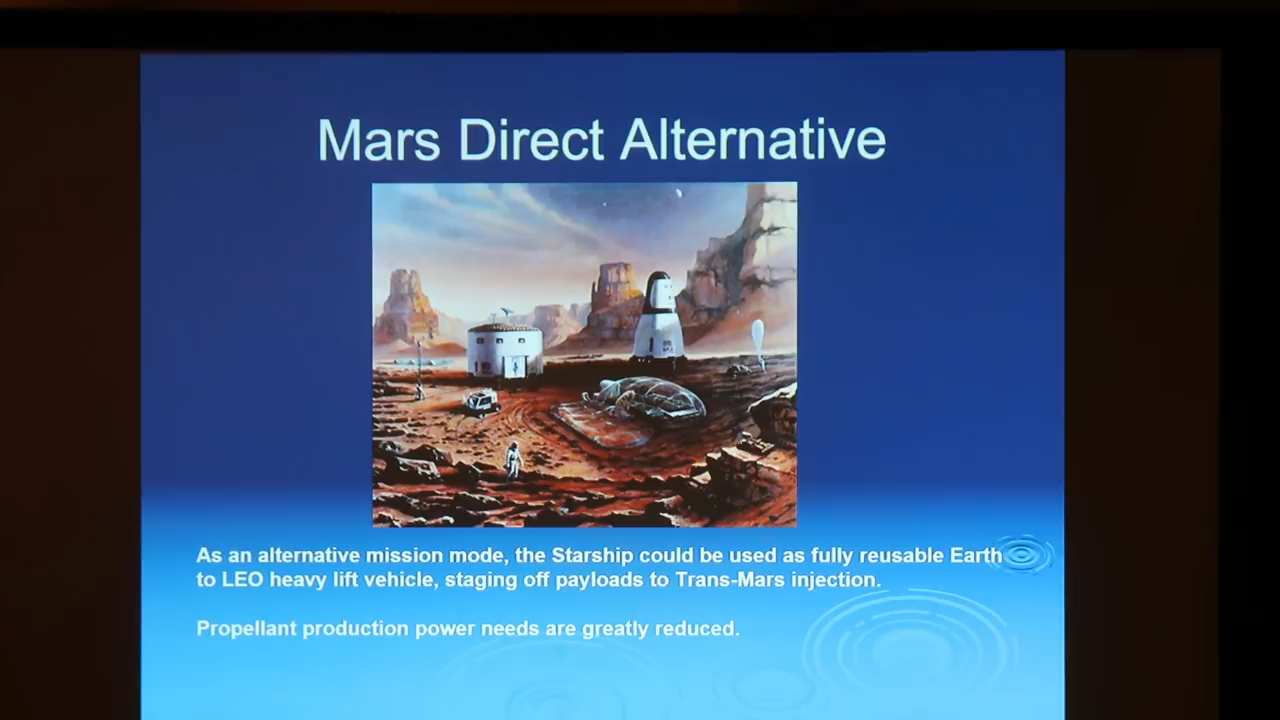 Mars Direct Alternative
As an alternative mission mode, the Starship could be used as fully reusable Earth
to LEO heavy lift vehicle, staging off payloads to Trans-Mars injection.
Propellant production power needs are greatly reduced.